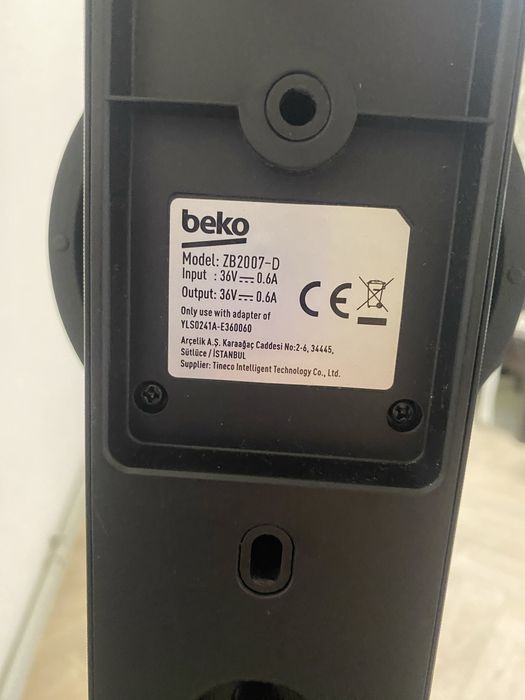 beko
Model: ZB2007-D
Input : 36V⎓0.6A
Output: 36V⎓0.6A
Only use with adapter of
YLS0241A-E360060
Arçelik A.Ş. Karaağaç Caddesi No:2-6, 34445,
Sütlüce / İSTANBUL
Supplier: Tineco Intelligent Technology Co., Ltd.
CE